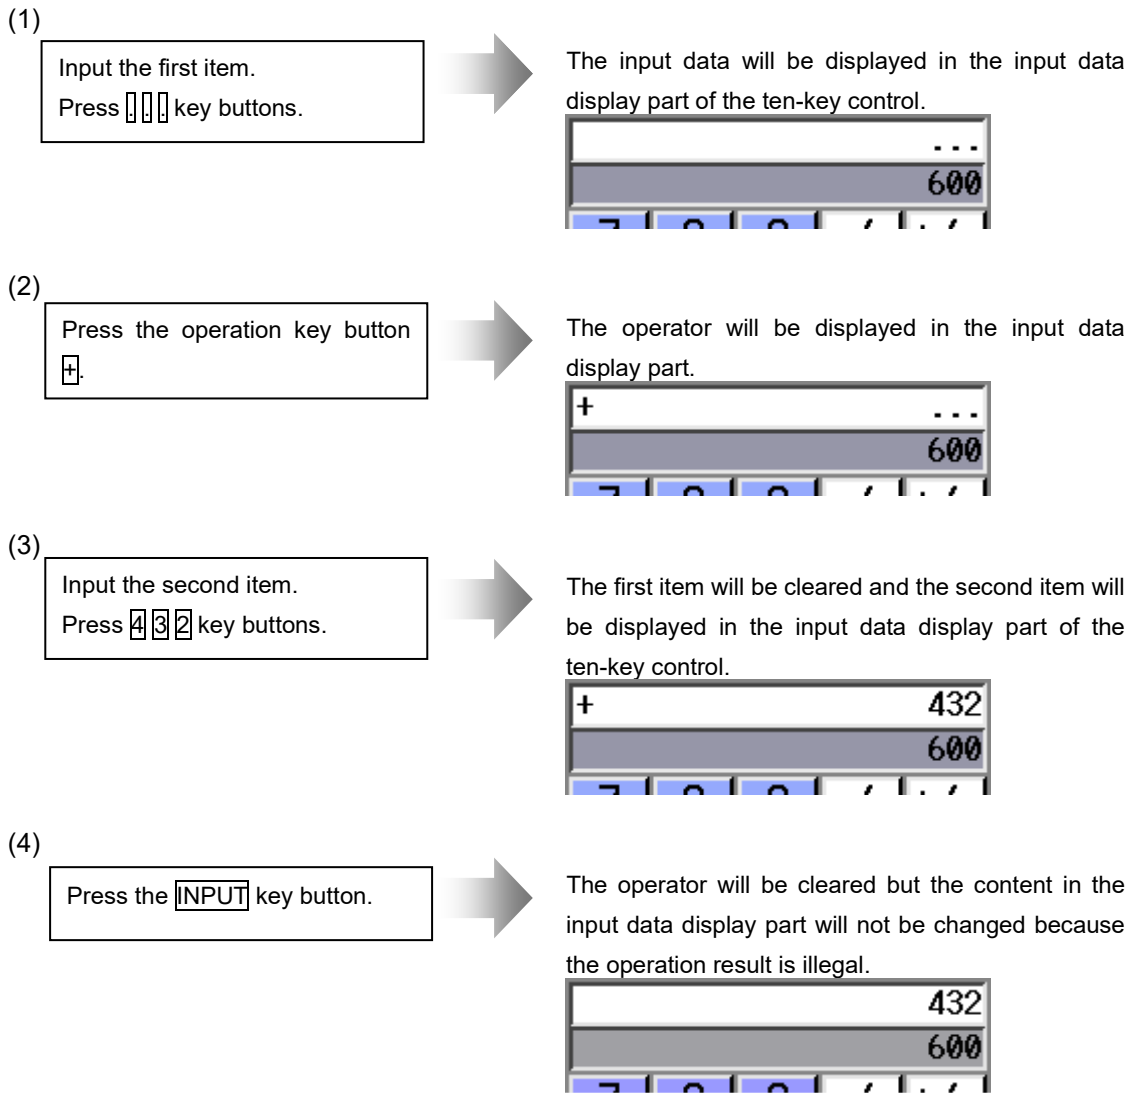 (1)
Input the first item.
Press . . . key buttons.
The input data will be displayed in the input data
display part of the ten-key control.
...
600
(2)
Press the operation key button
+.
The operator will be displayed in the input data
display part.
+ ...
600
(3)
Input the second item.
Press 4 3 2 key buttons.
The first item will be cleared and the second item will
be displayed in the input data display part of the
ten-key control.
+ 432
600
(4)
Press the INPUT key button.
The operator will be cleared but the content in the
input data display part will not be changed because
the operation result is illegal.
432
600